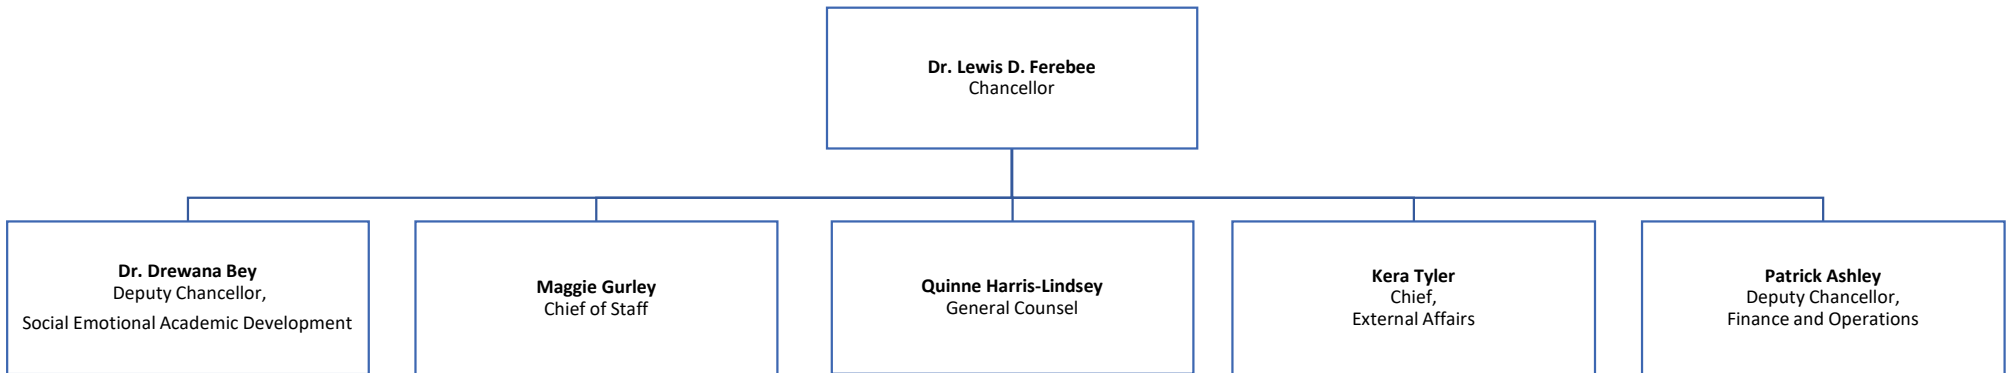 Dr. Lewis D. Ferebee
Chancellor
Dr. Drewana Bey
Deputy Chancellor,
Social Emotional Academic Development
Maggie Gurley
Chief of Staff
Quinne Harris-Lindsey
General Counsel
Kera Tyler
Chief,
External Affairs
Patrick Ashley
Deputy Chancellor,
Finance and Operations